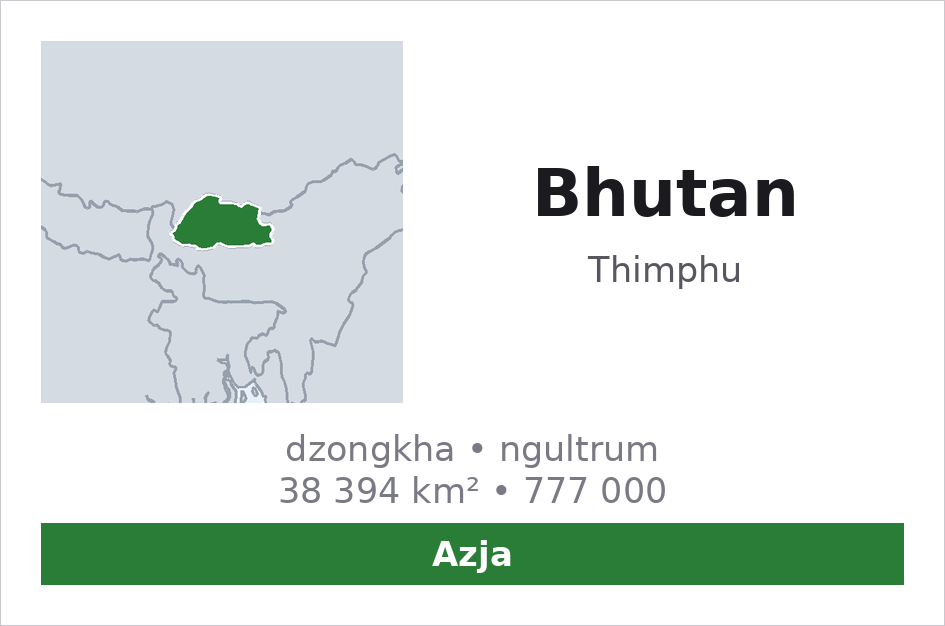 Bhutan
Thimphu
dzongkha • ngultrum
38 394 km² • 777 000
Azja